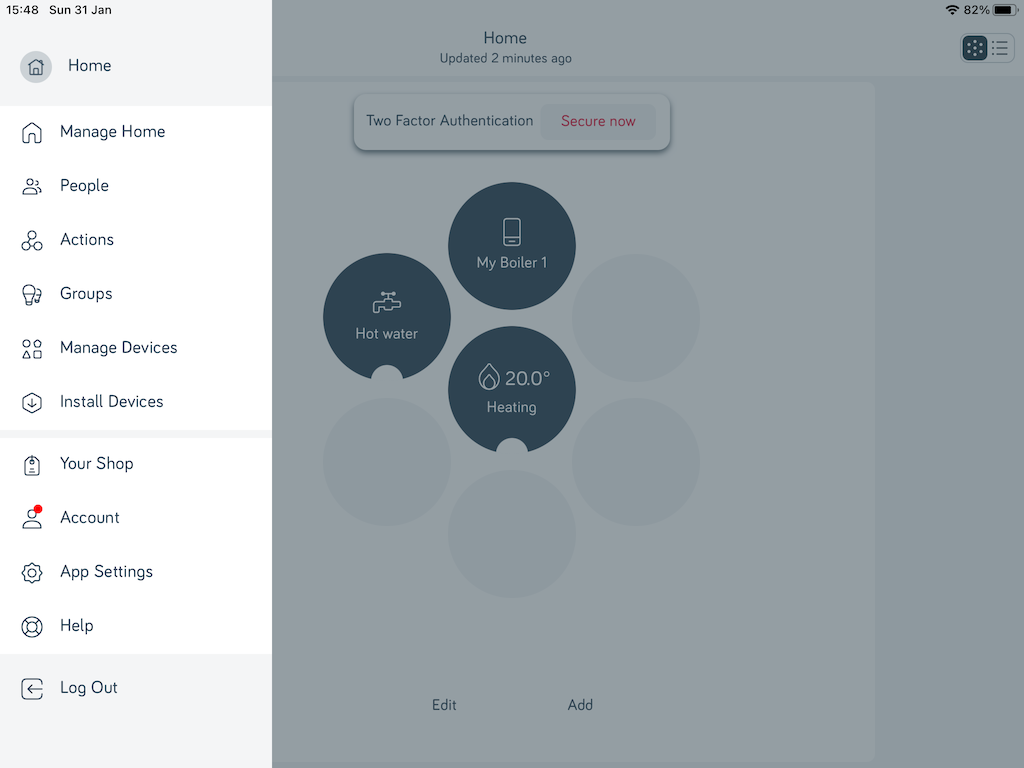 15:48 Sun 31 Jan
82%
Home
Manage Home
People
Actions
Groups
Manage Devices
Install Devices
Your Shop
Account
App Settings
Help
Log Out
Home
Updated 2 minutes ago
Two Factor Authentication
Secure now
My Boiler 1
Hot water
20.0°
Heating
Edit
Add